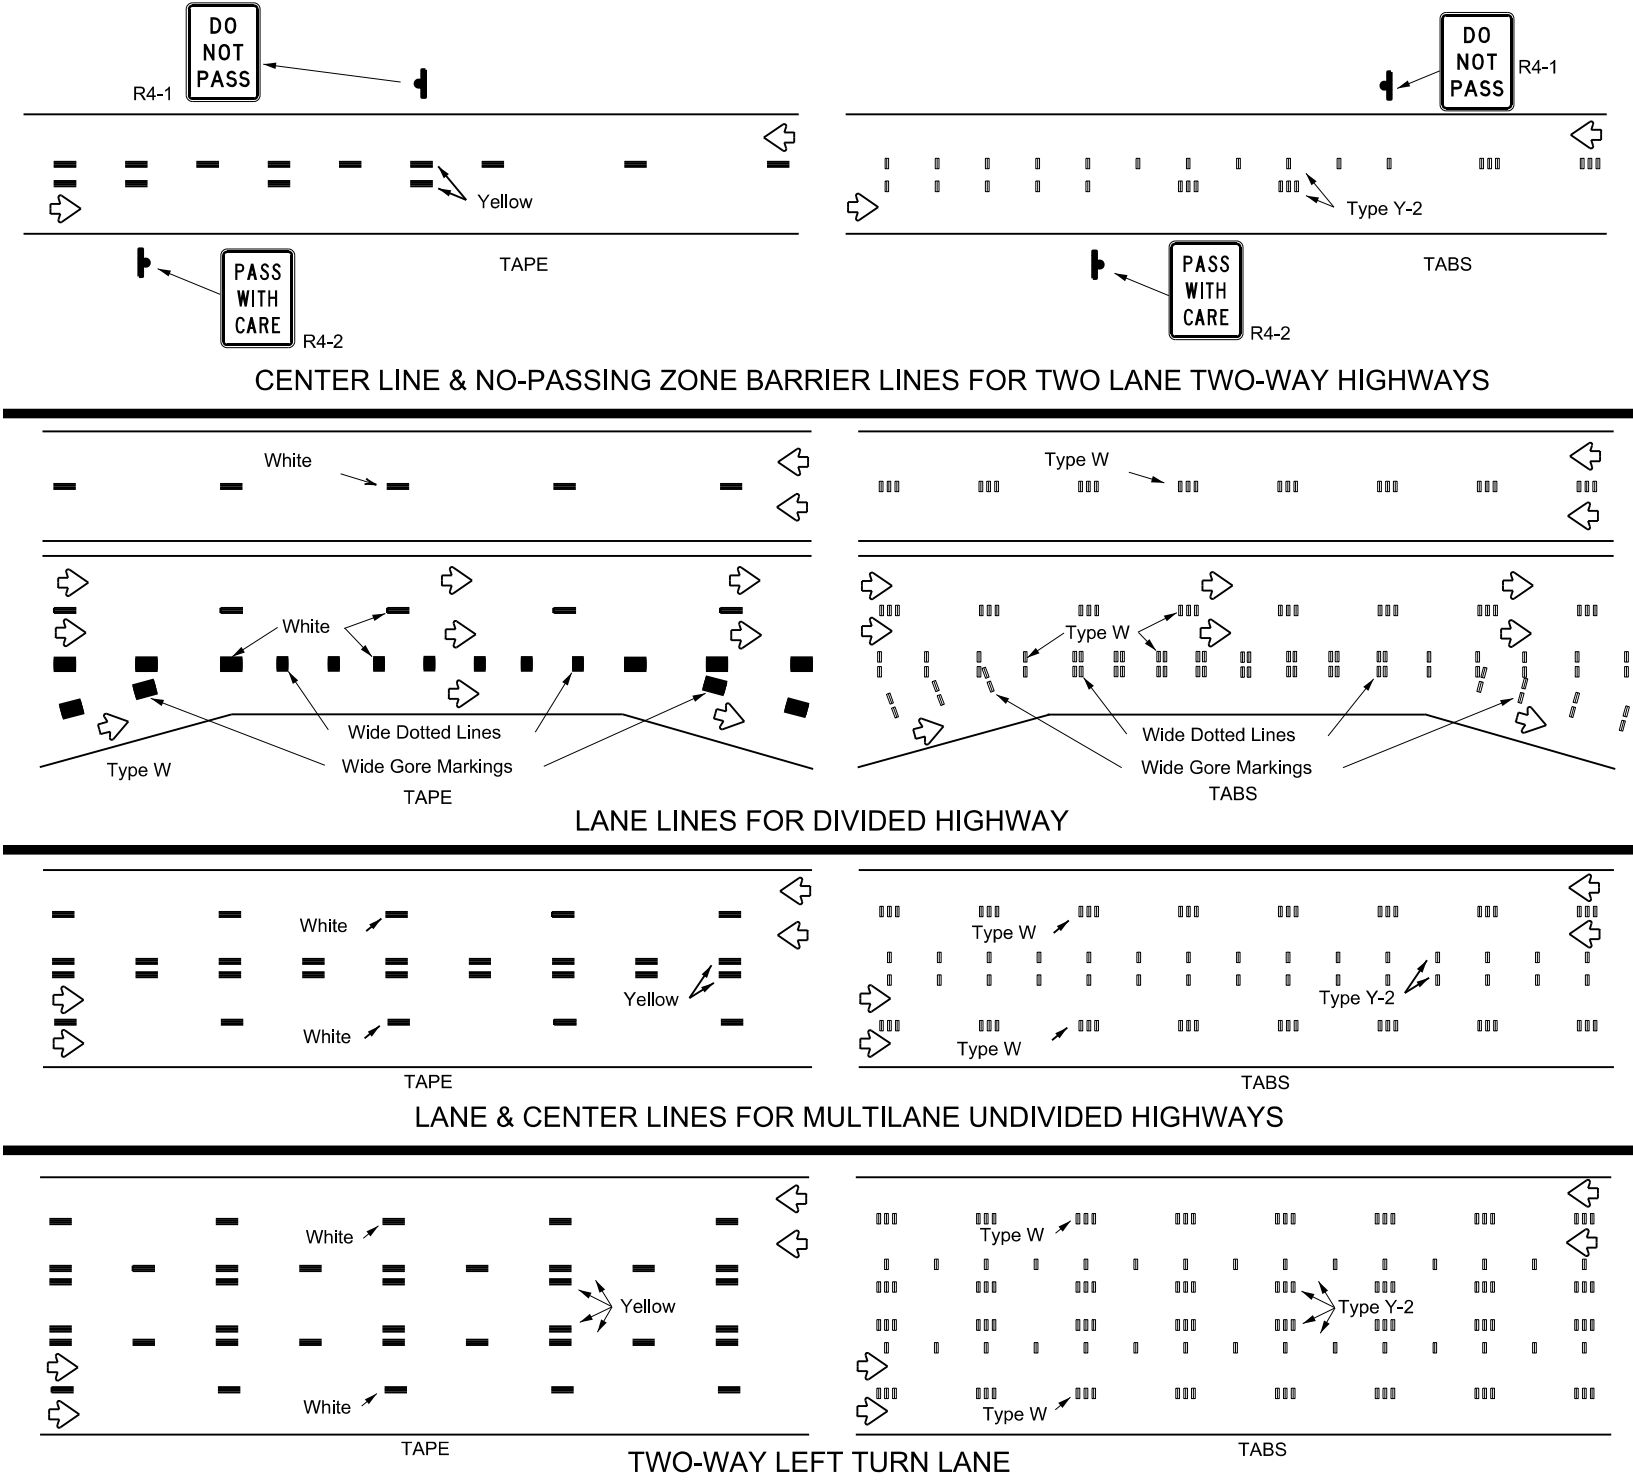 DO
NOT
PASS
R4-1
Yellow
TAPE
PASS
WITH
CARE
R4-2
DO
NOT
PASS
R4-1
Type Y-2
TABS
PASS
WITH
CARE
R4-2
CENTER LINE & NO-PASSING ZONE BARRIER LINES FOR TWO LANE TWO-WAY HIGHWAYS
White
White
Wide Dotted Lines
Wide Gore Markings
Type W
TAPE
Type W
Type W
Wide Dotted Lines
Wide Gore Markings
TABS
LANE LINES FOR DIVIDED HIGHWAY
White
Yellow
White
TAPE
Type W
Type Y-2
Type W
TABS
LANE & CENTER LINES FOR MULTILANE UNDIVIDED HIGHWAYS
White
Yellow
White
TAPE
Type W
Type Y-2
Type W
TABS
TWO-WAY LEFT TURN LANE